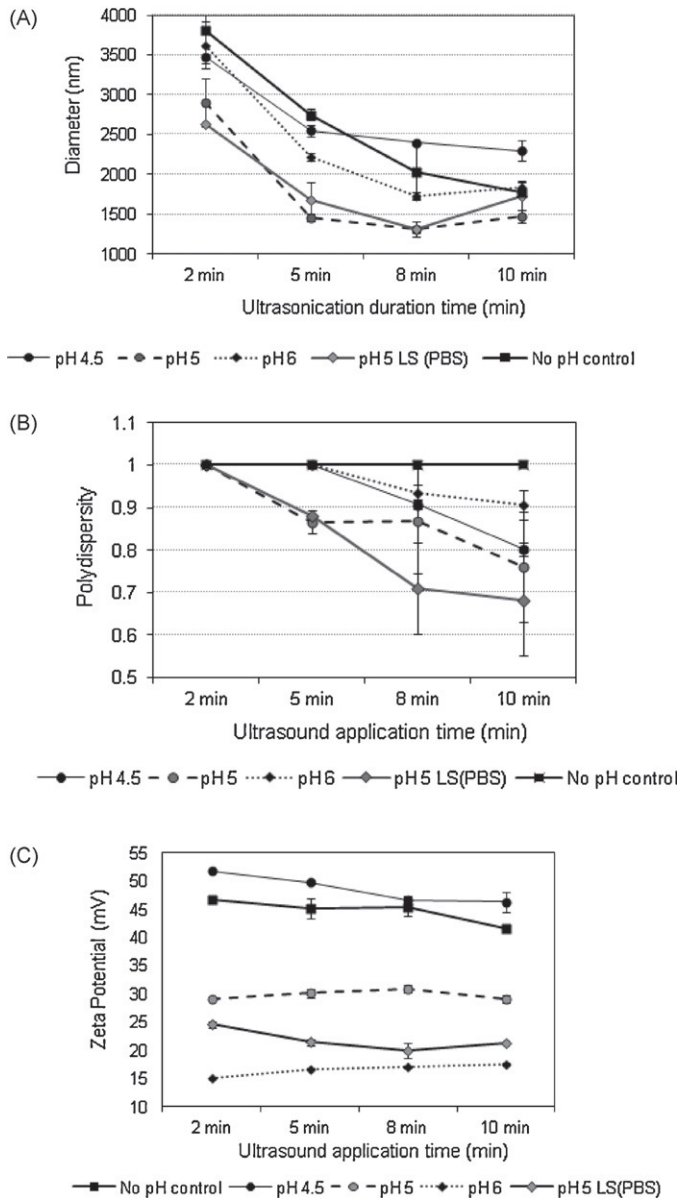 (A)
4000
3500
3000
2500
2000
1500
1000
Diameter (nm)
2 min 5 min 8 min 10 min
Ultrasonication duration time (min)
pH 4.5 pH 5 pH 6 pH 5 LS (PBS) No pH control
(B)
1.1
1
0.9
0.8
0.7
0.6
0.5
Polydispersity
2 min 5 min 8 min 10 min
Ultrasound application time (min)
pH 4.5 pH 5 pH 6 pH 5 LS(PBS) No pH control
(C)
55
50
45
40
35
30
25
20
15
10
Zeta Potential (mV)
2 min 5 min 8 min 10 min
Ultrasound application time (min)
No pH control pH 4.5 pH 5 pH 6 pH 5 LS(PBS)